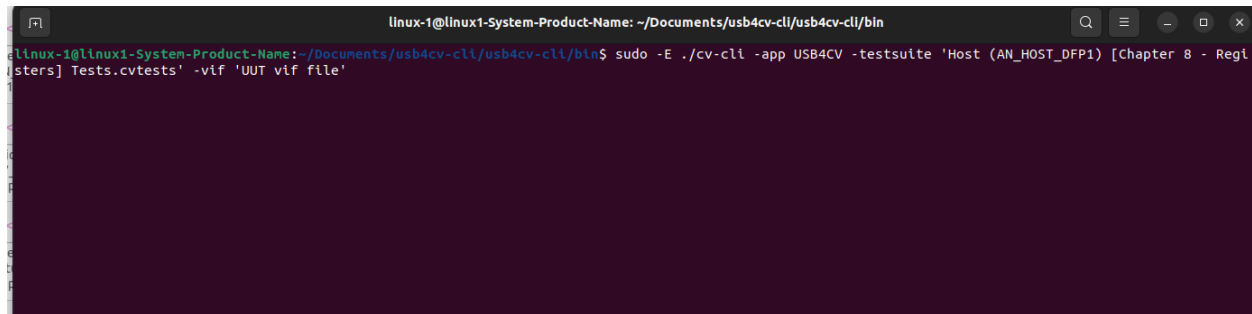 linux-1@linux1-System-Product-Name: ~/Documents/usb4cv-cli/usb4cv-cli/bin
linux-1@linux1-System-Product-Name:~/Documents/usb4cv-cli/usb4cv-cli/bin$ sudo -E ./cv-cli -app USB4CV -testsuite 'Host (AN_HOST_DFP1) [Chapter 8 - Regi
sters] Tests.cvtests' -vif 'UUT vif file'